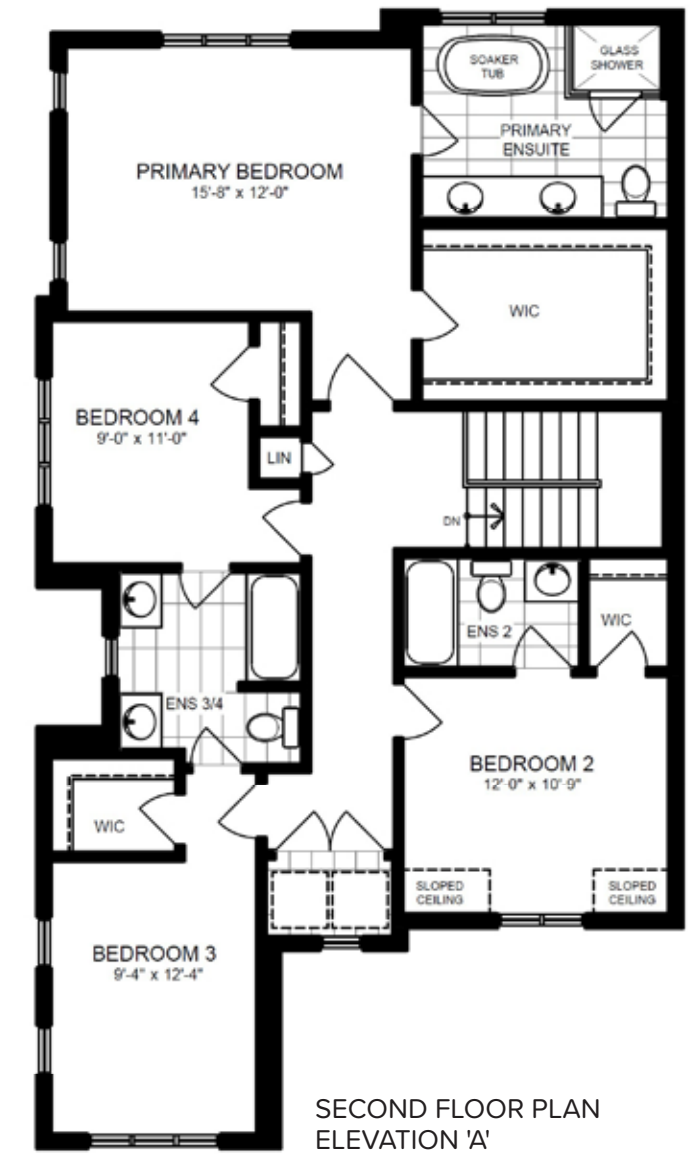 SOAKER
TUB
GLASS
SHOWER
PRIMARY
ENSUITE
PRIMARY BEDROOM
15'-8" x 12'-0"
WIC
BEDROOM 4
9'-0" x 11'-0"
LIN
DN
ENS 2
WIC
ENS 3/4
BEDROOM 2
12'-0" x 10'-9"
WIC
SLOPED
CEILING
SLOPED
CEILING
BEDROOM 3
9'-4" x 12'-4"
SECOND FLOOR PLAN
ELEVATION 'A'